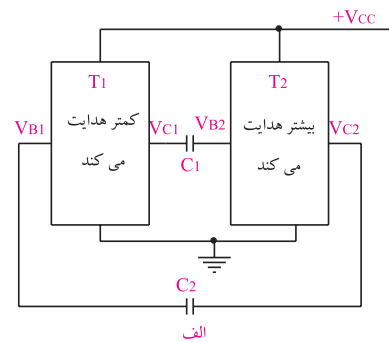 +VCC
T1
T2
کمتر هدایت
می کند
بیشتر هدایت
می کند
VB1
VC1
VB2
VC2
C1
C2
الف